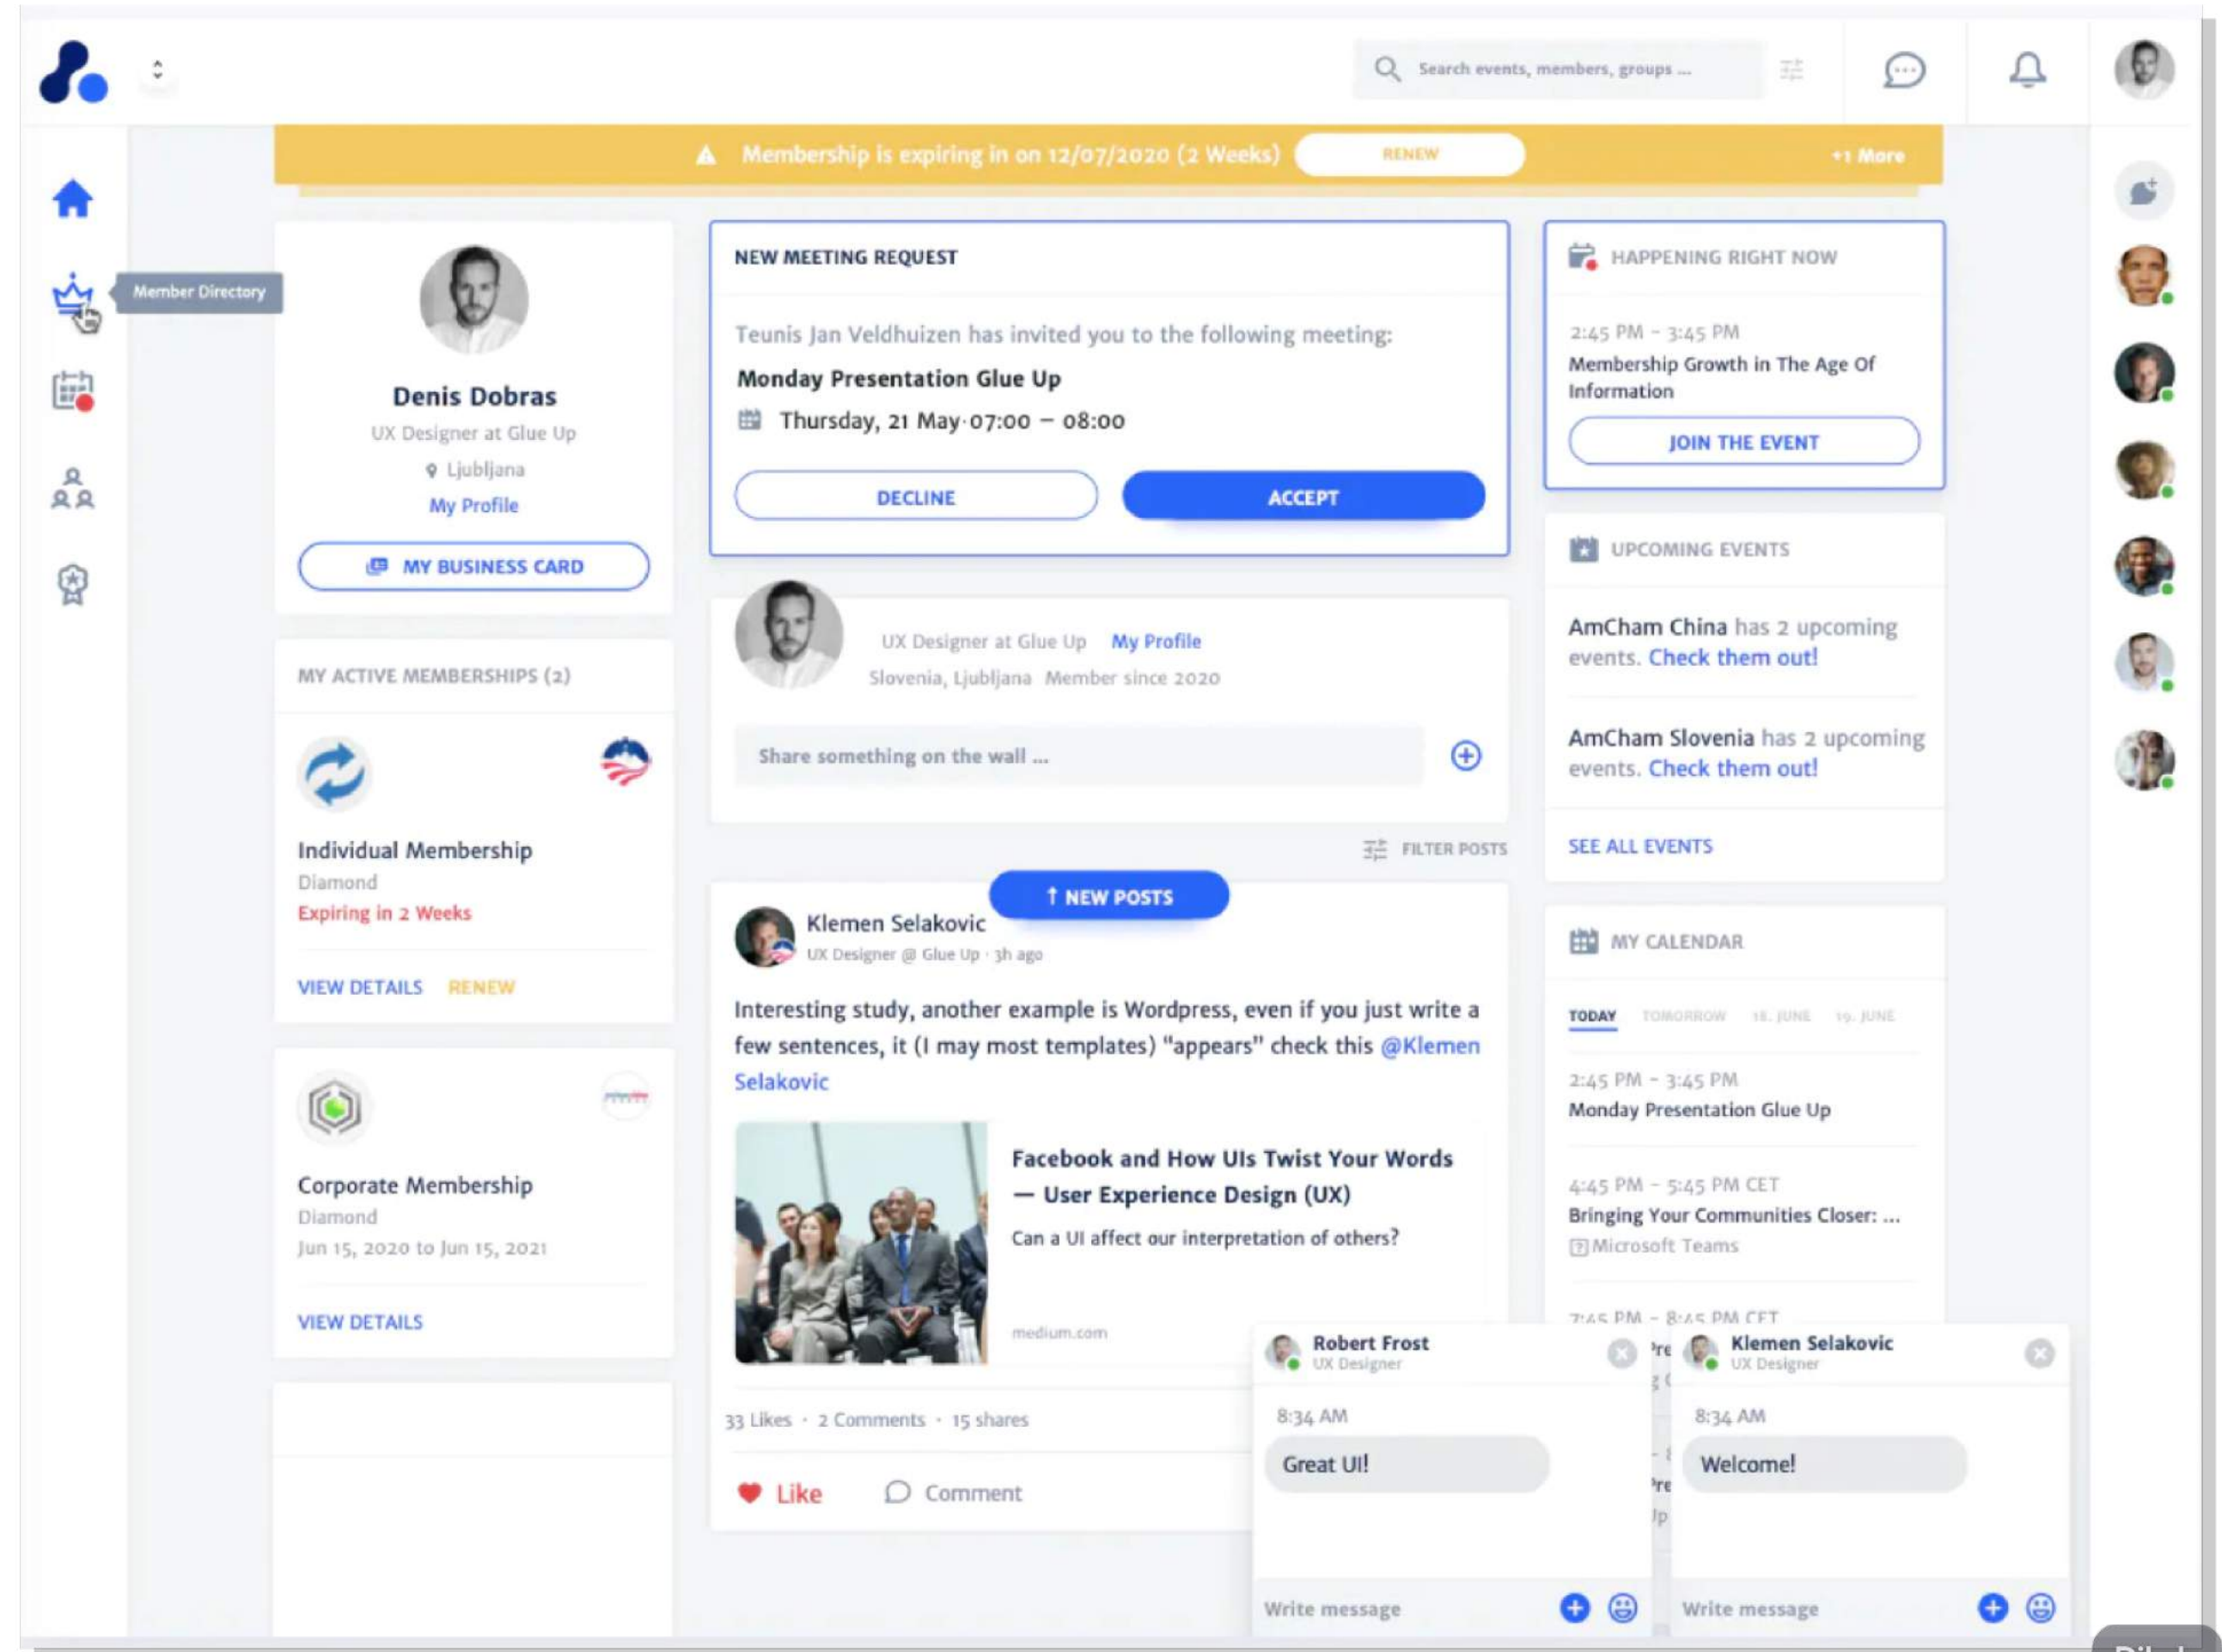 Search events, members, groups ...
Membership is expiring in on 12/07/2020 (2 Weeks)
RENEW
+1 More
Member Directory
Denis Dobras
UX Designer at Glue Up
Ljubljana
My Profile
MY BUSINESS CARD
MY ACTIVE MEMBERSHIPS (2)
Individual Membership
Diamond
Expiring in 2 Weeks
VIEW DETAILS RENEW
Corporate Membership
Diamond
Jun 15, 2020 to Jun 15, 2021
VIEW DETAILS
NEW MEETING REQUEST
Teunis Jan Veldhuizen has invited you to the following meeting:
Monday Presentation Glue Up
Thursday, 21 May·07:00 – 08:00
DECLINE
ACCEPT
UX Designer at Glue Up My Profile
Slovenia, Ljubljana Member since 2020
Share something on the wall ...
FILTER POSTS
↑ NEW POSTS
Klemen Selakovic
UX Designer @ Glue Up · 3h ago
Interesting study, another example is Wordpress, even if you just write a
few sentences, it (I may most templates) “appears” check this @Klemen
Selakovic
Facebook and How UIs Twist Your Words
— User Experience Design (UX)
Can a UI affect our interpretation of others?
medium.com
33 Likes · 2 Comments · 15 shares
Like
Comment
HAPPENING RIGHT NOW
2:45 PM – 3:45 PM
Membership Growth in The Age Of
Information
JOIN THE EVENT
UPCOMING EVENTS
AmCham China has 2 upcoming
events. Check them out!
AmCham Slovenia has 2 upcoming
events. Check them out!
SEE ALL EVENTS
MY CALENDAR
TODAY TOMORROW 18. JUNE 19. JUNE
2:45 PM – 3:45 PM
Monday Presentation Glue Up
4:45 PM – 5:45 PM CET
Bringing Your Communities Closer: ...
Microsoft Teams
7:45 PM – 8:45 PM CET
Robert Frost
UX Designer
8:34 AM
Great UI!
Write message
Klemen Selakovic
UX Designer
8:34 AM
Welcome!
Write message